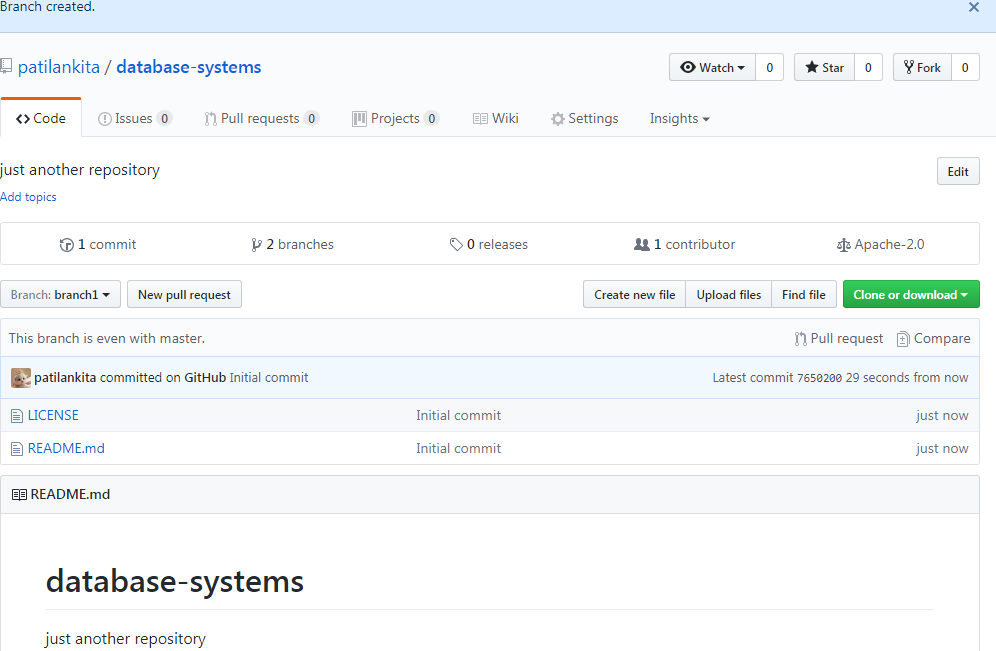 Branch created.
patilankita / database-systems
Watch 0 Star 0 Fork 0
Code Issues 0 Pull requests 0 Projects 0 Wiki Settings Insights
just another repository Edit
Add topics
1 commit 2 branches 0 releases 1 contributor Apache-2.0
Branch: branch1 New pull request Create new file Upload files Find file Clone or download
This branch is even with master. Pull request Compare
patilankita committed on GitHub Initial commit Latest commit 7650200 29 seconds from now
LICENSE Initial commit just now
README.md Initial commit just now
README.md
database-systems
just another repository